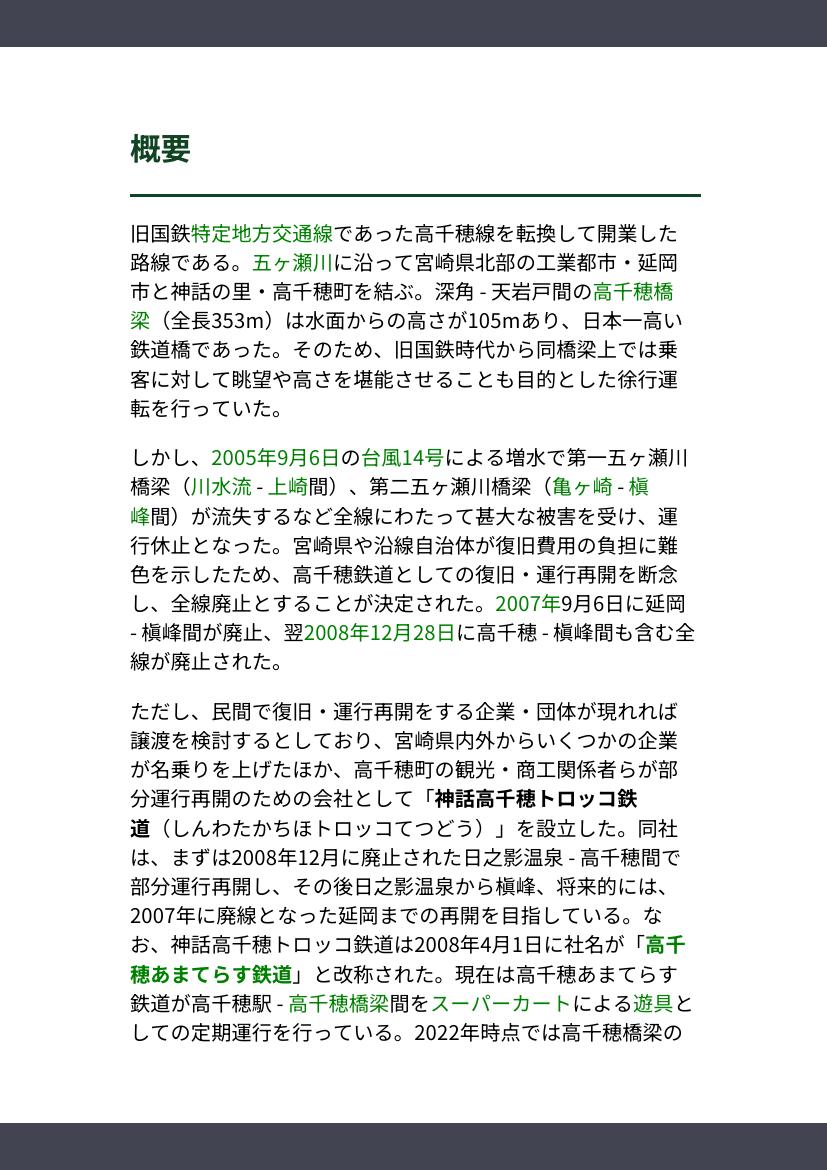 概要
旧国鉄特定地方交通線であった高千穂線を転換して開業した
路線である。五ヶ瀬川に沿って宮崎県北部の工業都市・延岡
市と神話の里・高千穂町を結ぶ。深角 - 天岩戸間の高千穂橋
梁（全長353m）は水面からの高さが105mあり、日本一高い
鉄道橋であった。そのため、旧国鉄時代から同橋梁上では乗
客に対して眺望や高さを堪能させることも目的とした徐行運
転を行っていた。
しかし、2005年9月6日の台風14号による増水で第一五ヶ瀬川
橋梁（川水流 - 上崎間）、第二五ヶ瀬川橋梁（亀ヶ崎 - 槇
峰間）が流失するなど全線にわたって甚大な被害を受け、運
行休止となった。宮崎県や沿線自治体が復旧費用の負担に難
色を示したため、高千穂鉄道としての復旧・運行再開を断念
し、全線廃止とすることが決定された。2007年9月6日に延岡
- 槇峰間が廃止、翌2008年12月28日に高千穂 - 槇峰間も含む全
線が廃止された。
ただし、民間で復旧・運行再開をする企業・団体が現れれば
譲渡を検討するとしており、宮崎県内外からいくつかの企業
が名乗りを上げたほか、高千穂町の観光・商工関係者らが部
分運行再開のための会社として「神話高千穂トロッコ鉄
道（しんわたかちほトロッコてつどう）」を設立した。同社
は、まずは2008年12月に廃止された日之影温泉 - 高千穂間で
部分運行再開し、その後日之影温泉から槇峰、将来的には、
2007年に廃線となった延岡までの再開を目指している。な
お、神話高千穂トロッコ鉄道は2008年4月1日に社名が「高千
穂あまてらす鉄道」と改称された。現在は高千穂あまてらす
鉄道が高千穂駅 - 高千穂橋梁間をスーパーカートによる遊具と
しての定期運行を行っている。2022年時点では高千穂橋梁の